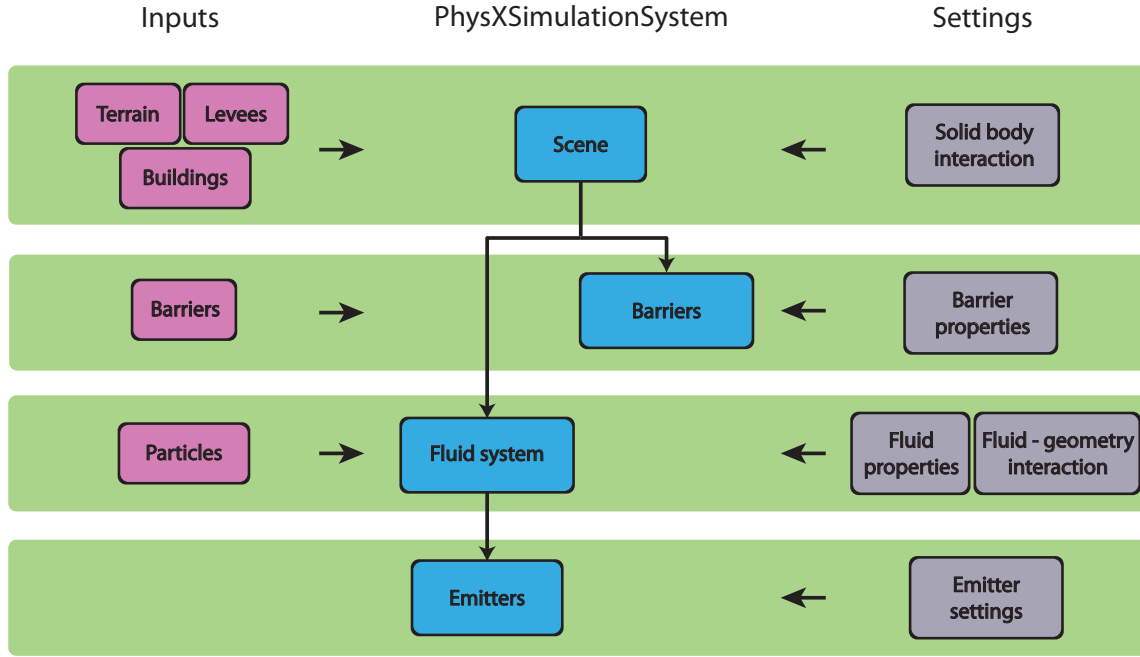 Inputs
PhysXSimulationSystem
Settings
Terrain
Levees
Buildings
Scene
Solid body
interaction
Barriers
Barriers
Barrier
properties
Particles
Fluid system
Fluid
properties
Fluid - geometry
interaction
Emitters
Emitter
settings